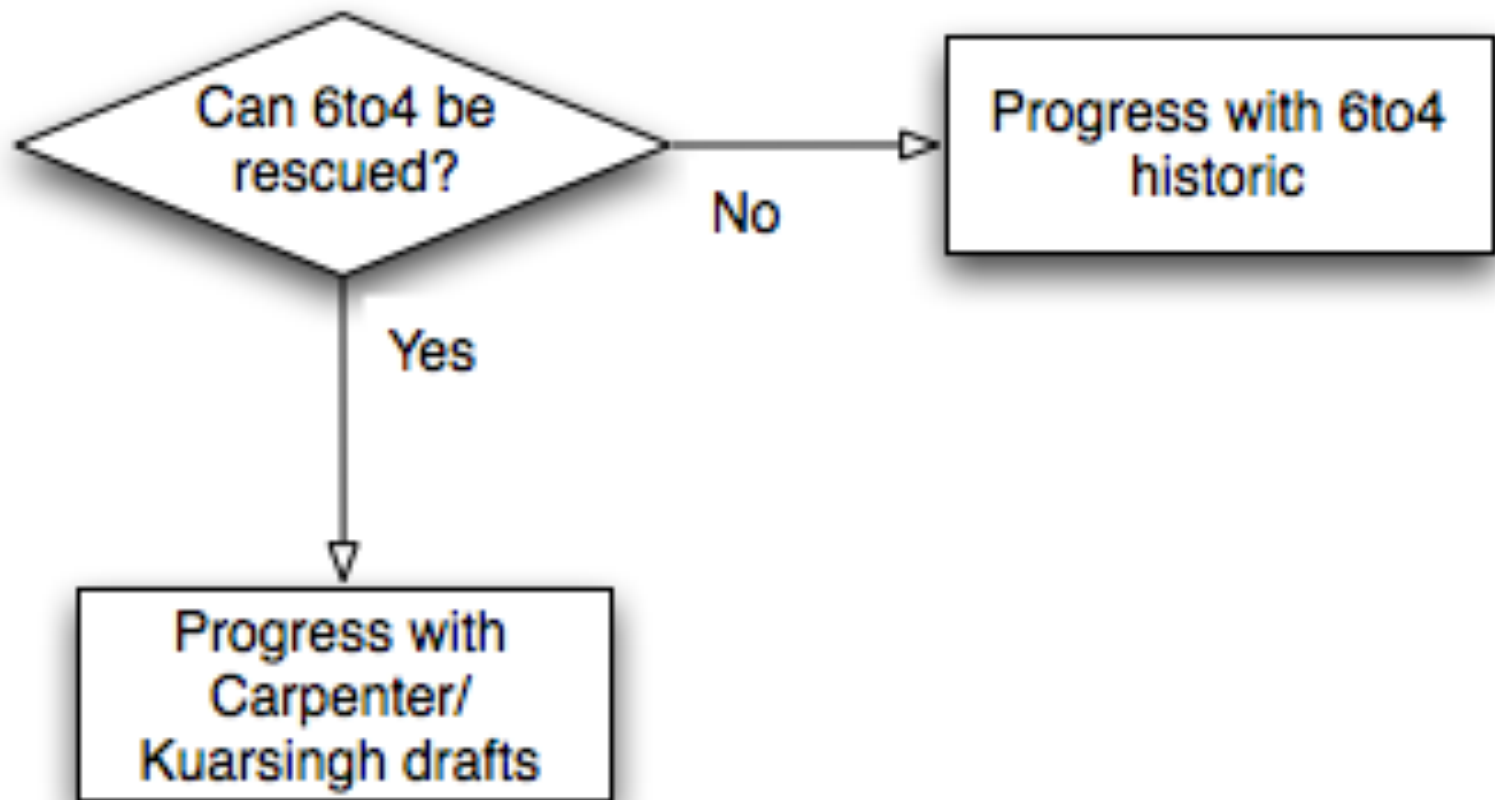 Can 6to4 be
rescued?
No
Progress with 6to4
historic
Yes
Progress with
Carpenter/
Kuarsingh drafts